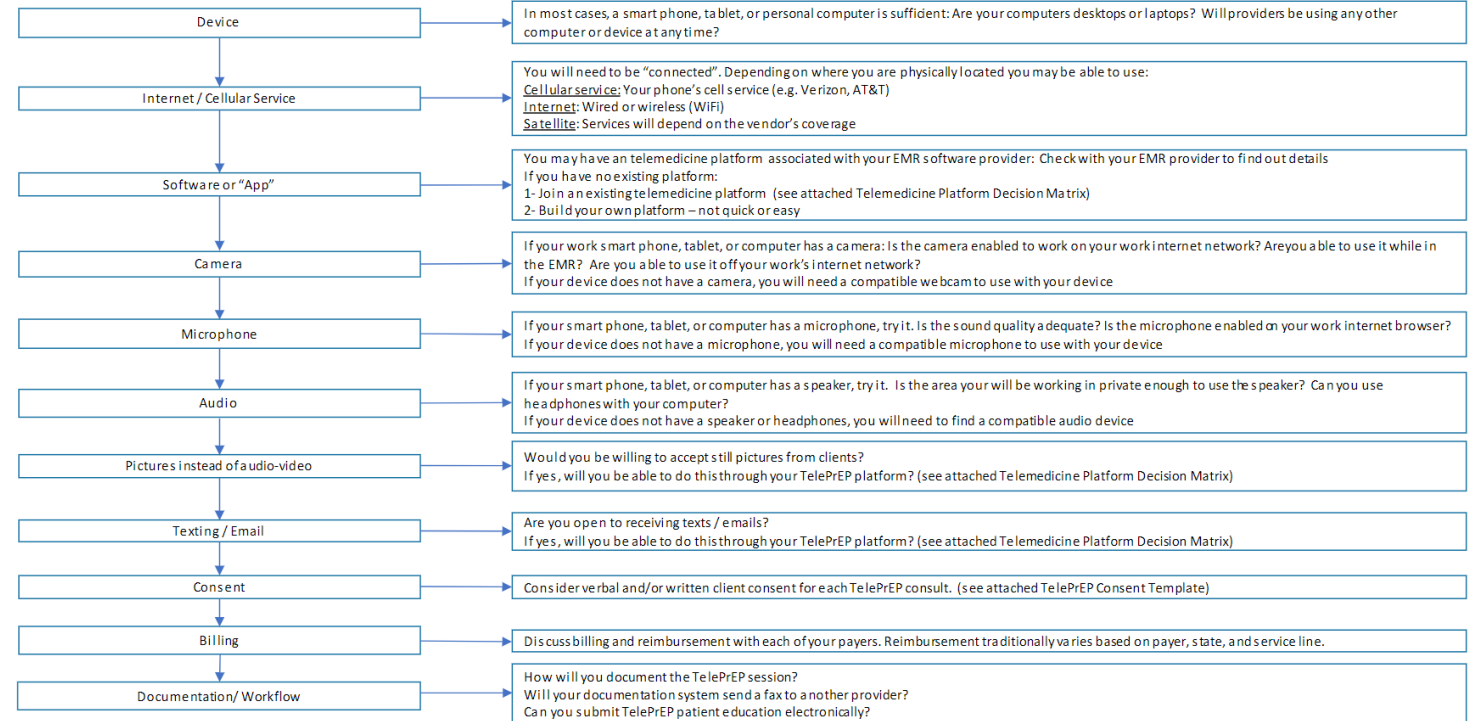 Device
In most cases, a smart phone, tablet, or personal computer is sufficient: Are your computers desktops or laptops?  Will providers be using any other
computer or device at any time?
Internet / Cellular Service
You will need to be “connected”. Depending on where you are physically located you may be able to use:
Cellular service: Your phone’s cell service (e.g. Verizon, AT&T)
Internet: Wired or wireless (WiFi)
Satellite: Services will depend on the vendor’s coverage
Software or “App”
You may have an telemedicine platform associated with your EMR software provider:  Check with your EMR provider to find out details
If you have no existing platform:
1- Join an existing telemedicine platform  (see attached Telemedicine Platform Decision Matrix)
2- Build your own platform – not quick or easy
Camera
If your work smart phone, tablet, or computer has a camera: Is the camera enabled to work on your work internet network? Are you able to use it while in
the EMR?  Are you able to use it off your work’s internet network?
If your device does not have a camera, you will need a compatible webcam to use with your device
Microphone
If your smart phone, tablet, or computer has a microphone, try it. Is the sound quality adequate? Is the microphone enabled on your work internet browser?
If your device does not have a microphone, you will need a compatible microphone to use with your device
Audio
If your smart phone, tablet, or computer has a speaker, try it.  Is the area your will be working in private enough to use the speaker?  Can you use
headphones with your computer?
If your device does not have a speaker or headphones, you will need to find a compatible audio device
Pictures instead of audio-video
Would you be willing to accept still pictures from clients?
If yes, will you be able to do this through your TelePrEP platform? (see attached Telemedicine Platform Decision Matrix)
Texting / Email
Are you open to receiving texts / emails?
If yes, will you be able to do this through your TelePrEP platform? (see attached Telemedicine Platform Decision Matrix)
Consent
Consider verbal and/or written client consent for each TelePrEP consult.  (see attached TelePrEP Consent Template)
Billing
Discuss billing and reimbursement with each of your payers. Reimbursement traditionally varies based on payer, state, and service line.
Documentation/ Workflow
How will you document the TelePrEP session?
Will your documentation system send a fax to another provider?
Can you submit TelePrEP patient education electronically?